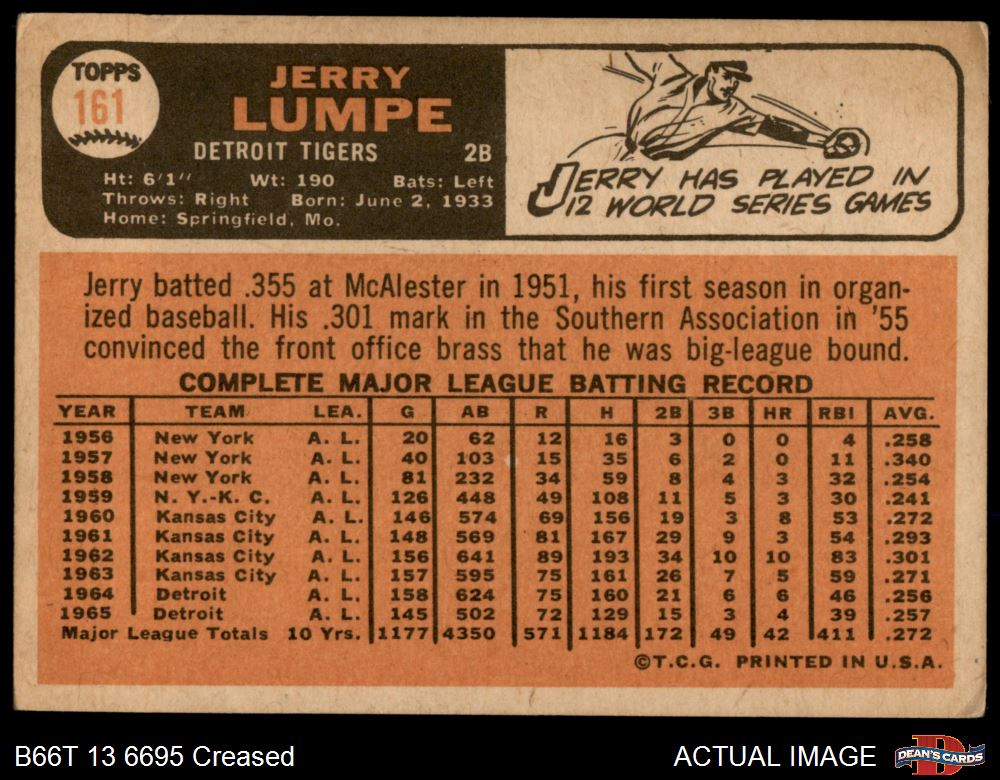 TOPPS
161
JERRY
LUMPE
DETROIT TIGERS 2B
Ht: 6'1" Wt: 190 Bats: Left
Throws: Right Born: June 2, 1933
Home: Springfield, Mo.
JERRY HAS PLAYED IN
12 WORLD SERIES GAMES
Jerry batted .355 at McAlester in 1951, his first season in organ-
ized baseball. His .301 mark in the Southern Association in '55
convinced the front office brass that he was big-league bound.
COMPLETE MAJOR LEAGUE BATTING RECORD
YEAR TEAM LEA. G AB R H 2B 3B HR RBI AVG.
1956 New York A. L. 20 62 12 16 3 0 0 4 .258
1957 New York A. L. 40 103 15 35 6 2 0 11 .340
1958 New York A. L. 81 232 34 59 8 4 3 32 .254
1959 N. Y.-K. C. A. L. 126 448 49 108 11 5 3 30 .241
1960 Kansas City A. L. 146 574 69 156 19 3 8 53 .272
1961 Kansas City A. L. 148 569 81 167 29 9 3 54 .293
1962 Kansas City A. L. 156 641 89 193 34 10 10 83 .301
1963 Kansas City A. L. 157 595 75 161 26 7 5 59 .271
1964 Detroit A. L. 158 624 75 160 21 6 6 46 .256
1965 Detroit A. L. 145 502 72 129 15 3 4 39 .257
Major League Totals 10 Yrs. 1177 4350 571 1184 172 49 42 411 .272
©T.C.G. PRINTED IN U.S.A.
B66T 13 6695 Creased ACTUAL IMAGE
DEAN'S CARDS